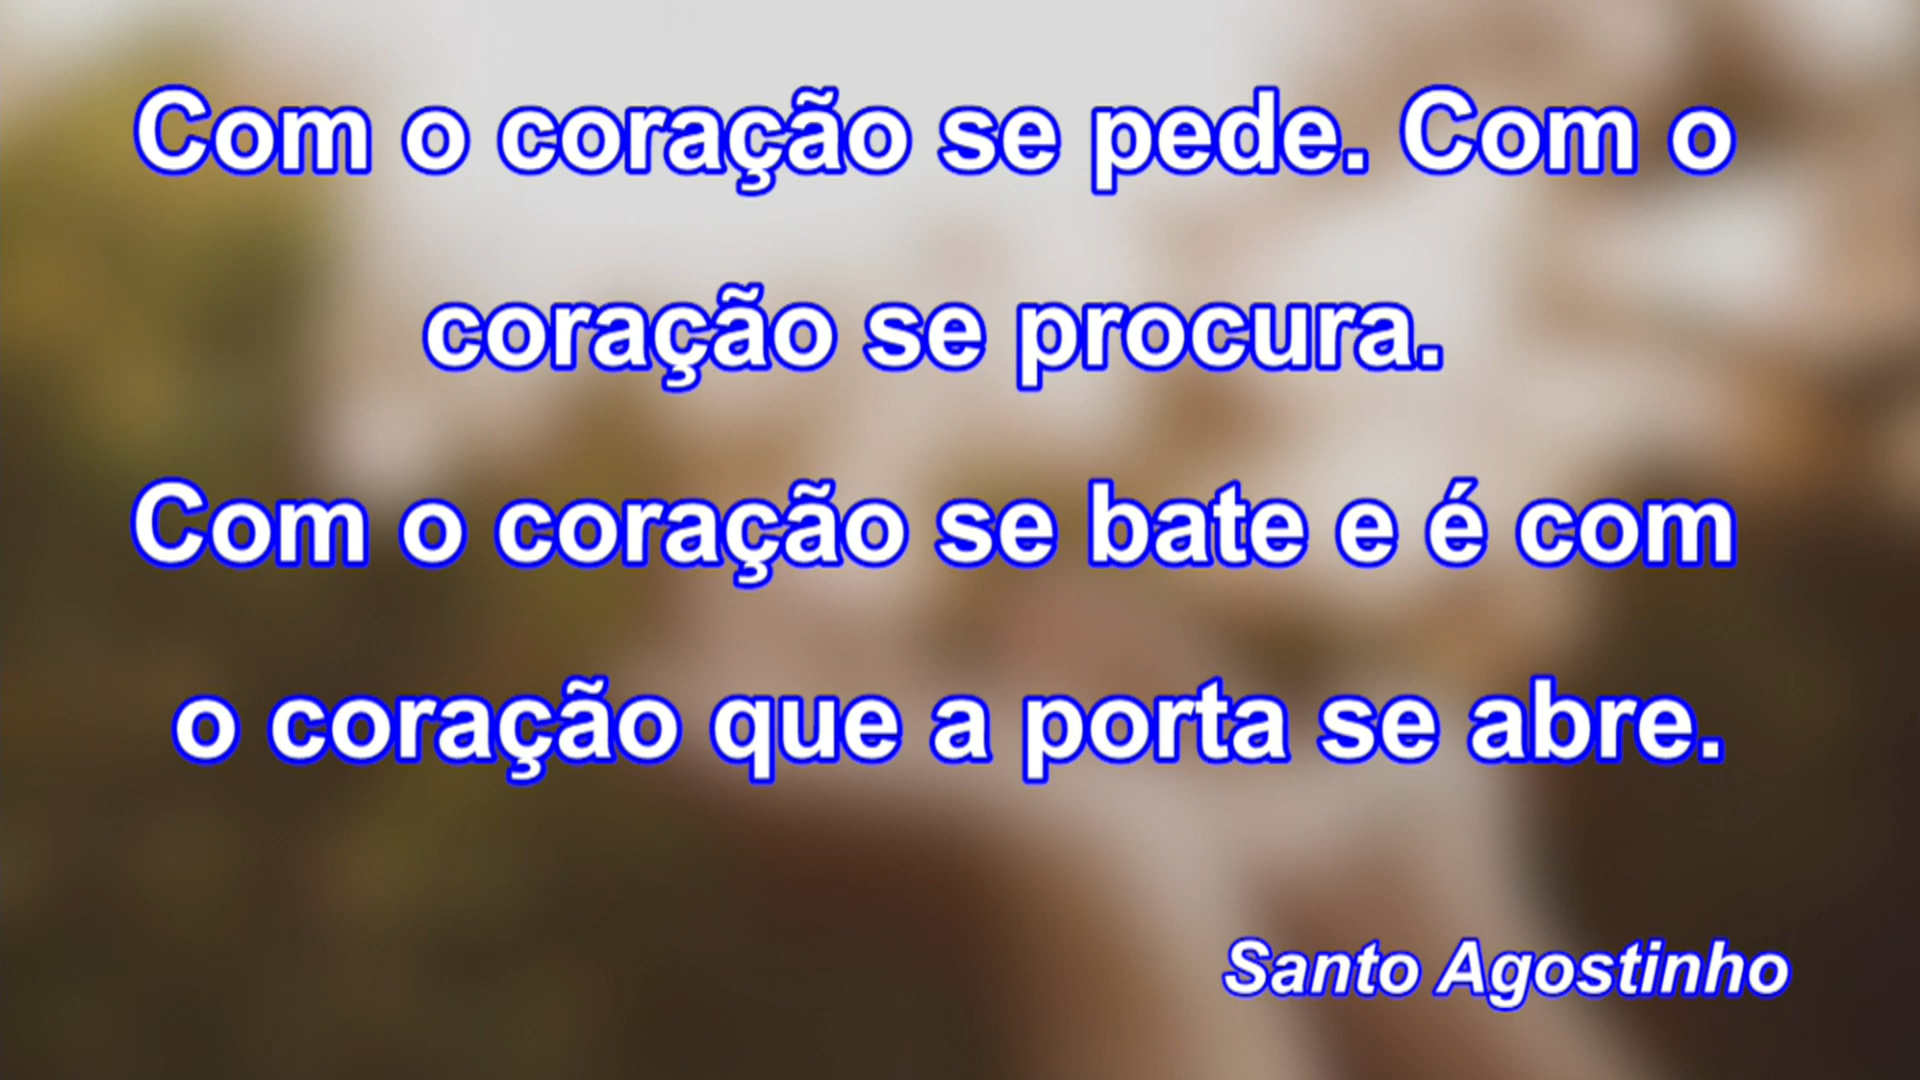 Com o coração se pede. Com o
coração se procura.
Com o coração se bate e é com
o coração que a porta se abre.
Santo Agostinho